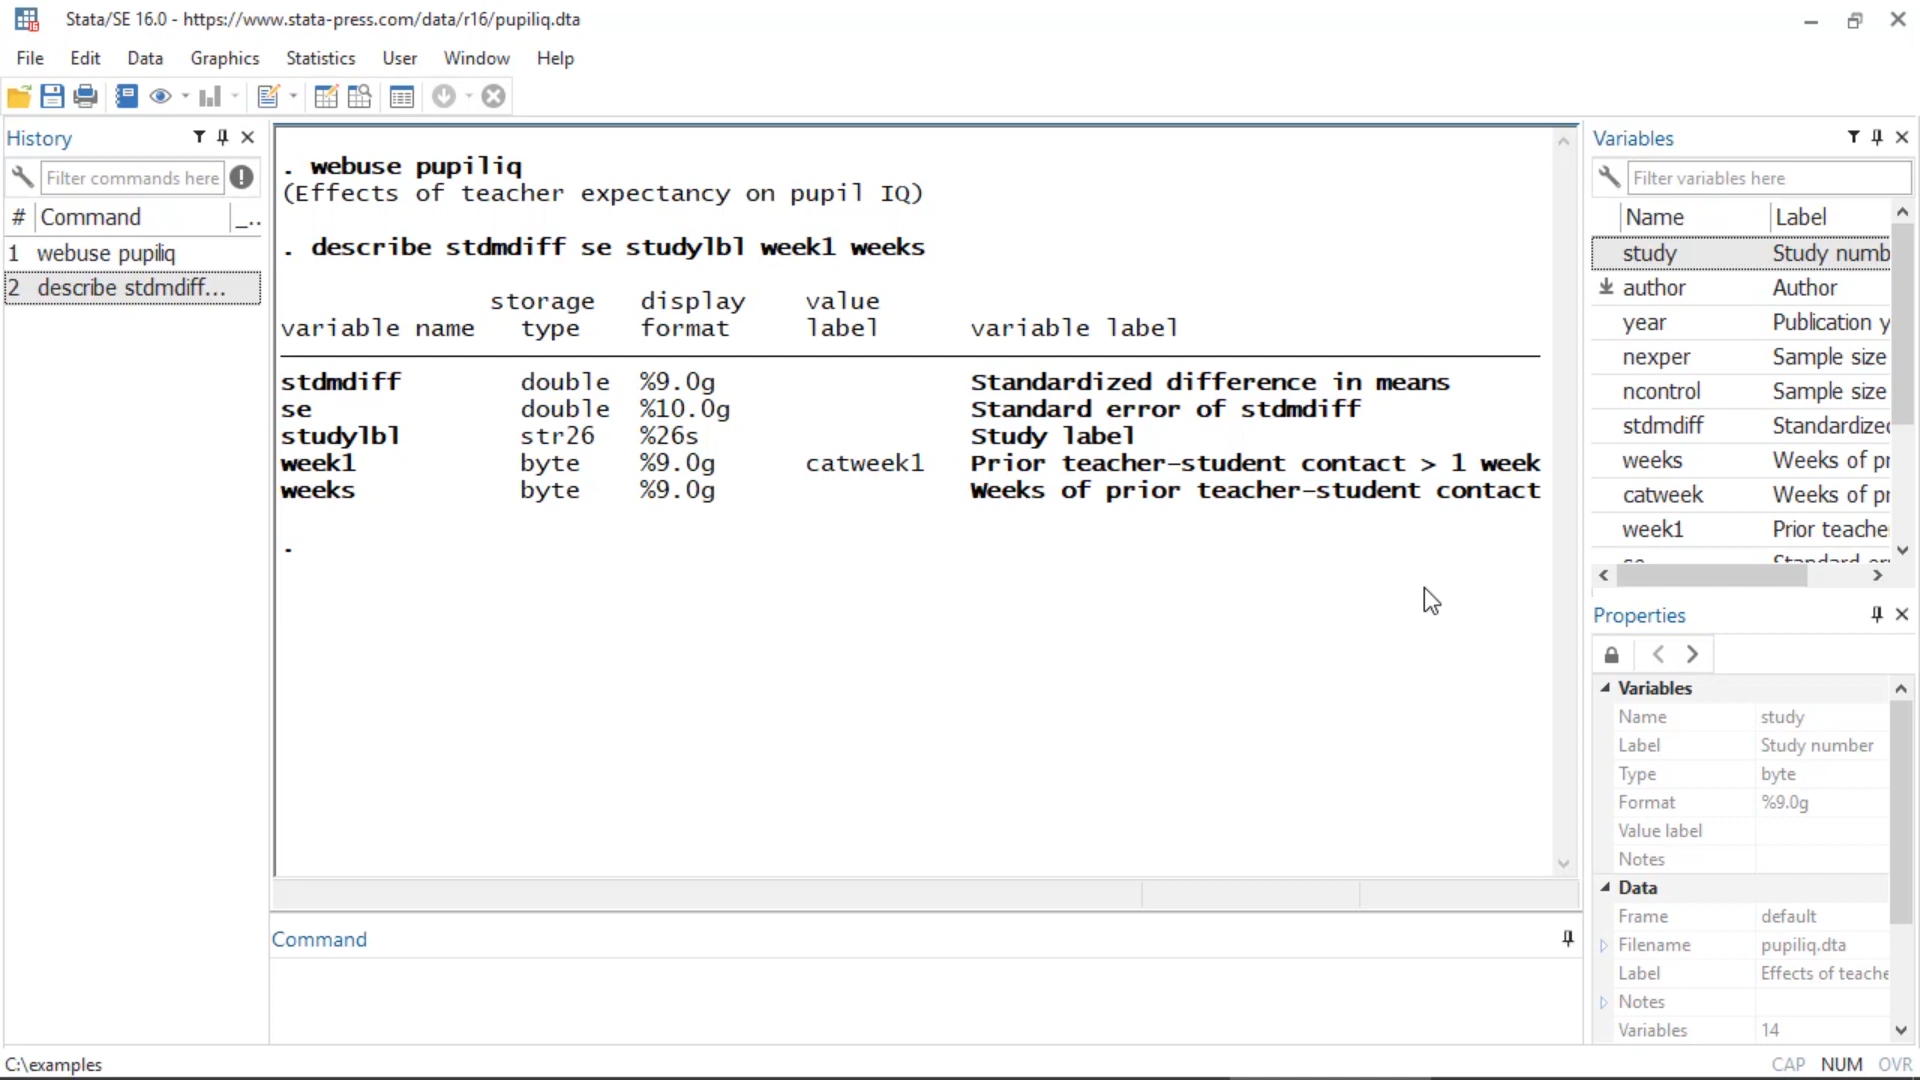 Stata/SE 16.0 - https://www.stata-press.com/data/r16/pupiliq.dta
File Edit Data Graphics Statistics User Window Help
History
Filter commands here
# Command _..
1 webuse pupiliq
2 describe stdmdiff...
. webuse pupiliq
(Effects of teacher expectancy on pupil IQ)
. describe stdmdiff se studylbl week1 weeks
storage display value
variable name type format label variable label
stdmdiff double %9.0g Standardized difference in means
se double %10.0g Standard error of stdmdiff
studylbl str26 %26s Study label
week1 byte %9.0g catweek1 Prior teacher-student contact > 1 week
weeks byte %9.0g Weeks of prior teacher-student contact
.
Command
Variables
Filter variables here
Name Label
study Study numb
author Author
year Publication y
nexper Sample size
ncontrol Sample size
stdmdiff Standardized
weeks Weeks of pr
catweek Weeks of pr
week1 Prior teache
Properties
Variables
Name study
Label Study number
Type byte
Format %9.0g
Value label
Notes
Data
Frame default
Filename pupiliq.dta
Label Effects of teache
Notes
Variables 14
C:\examples
CAP NUM OVR